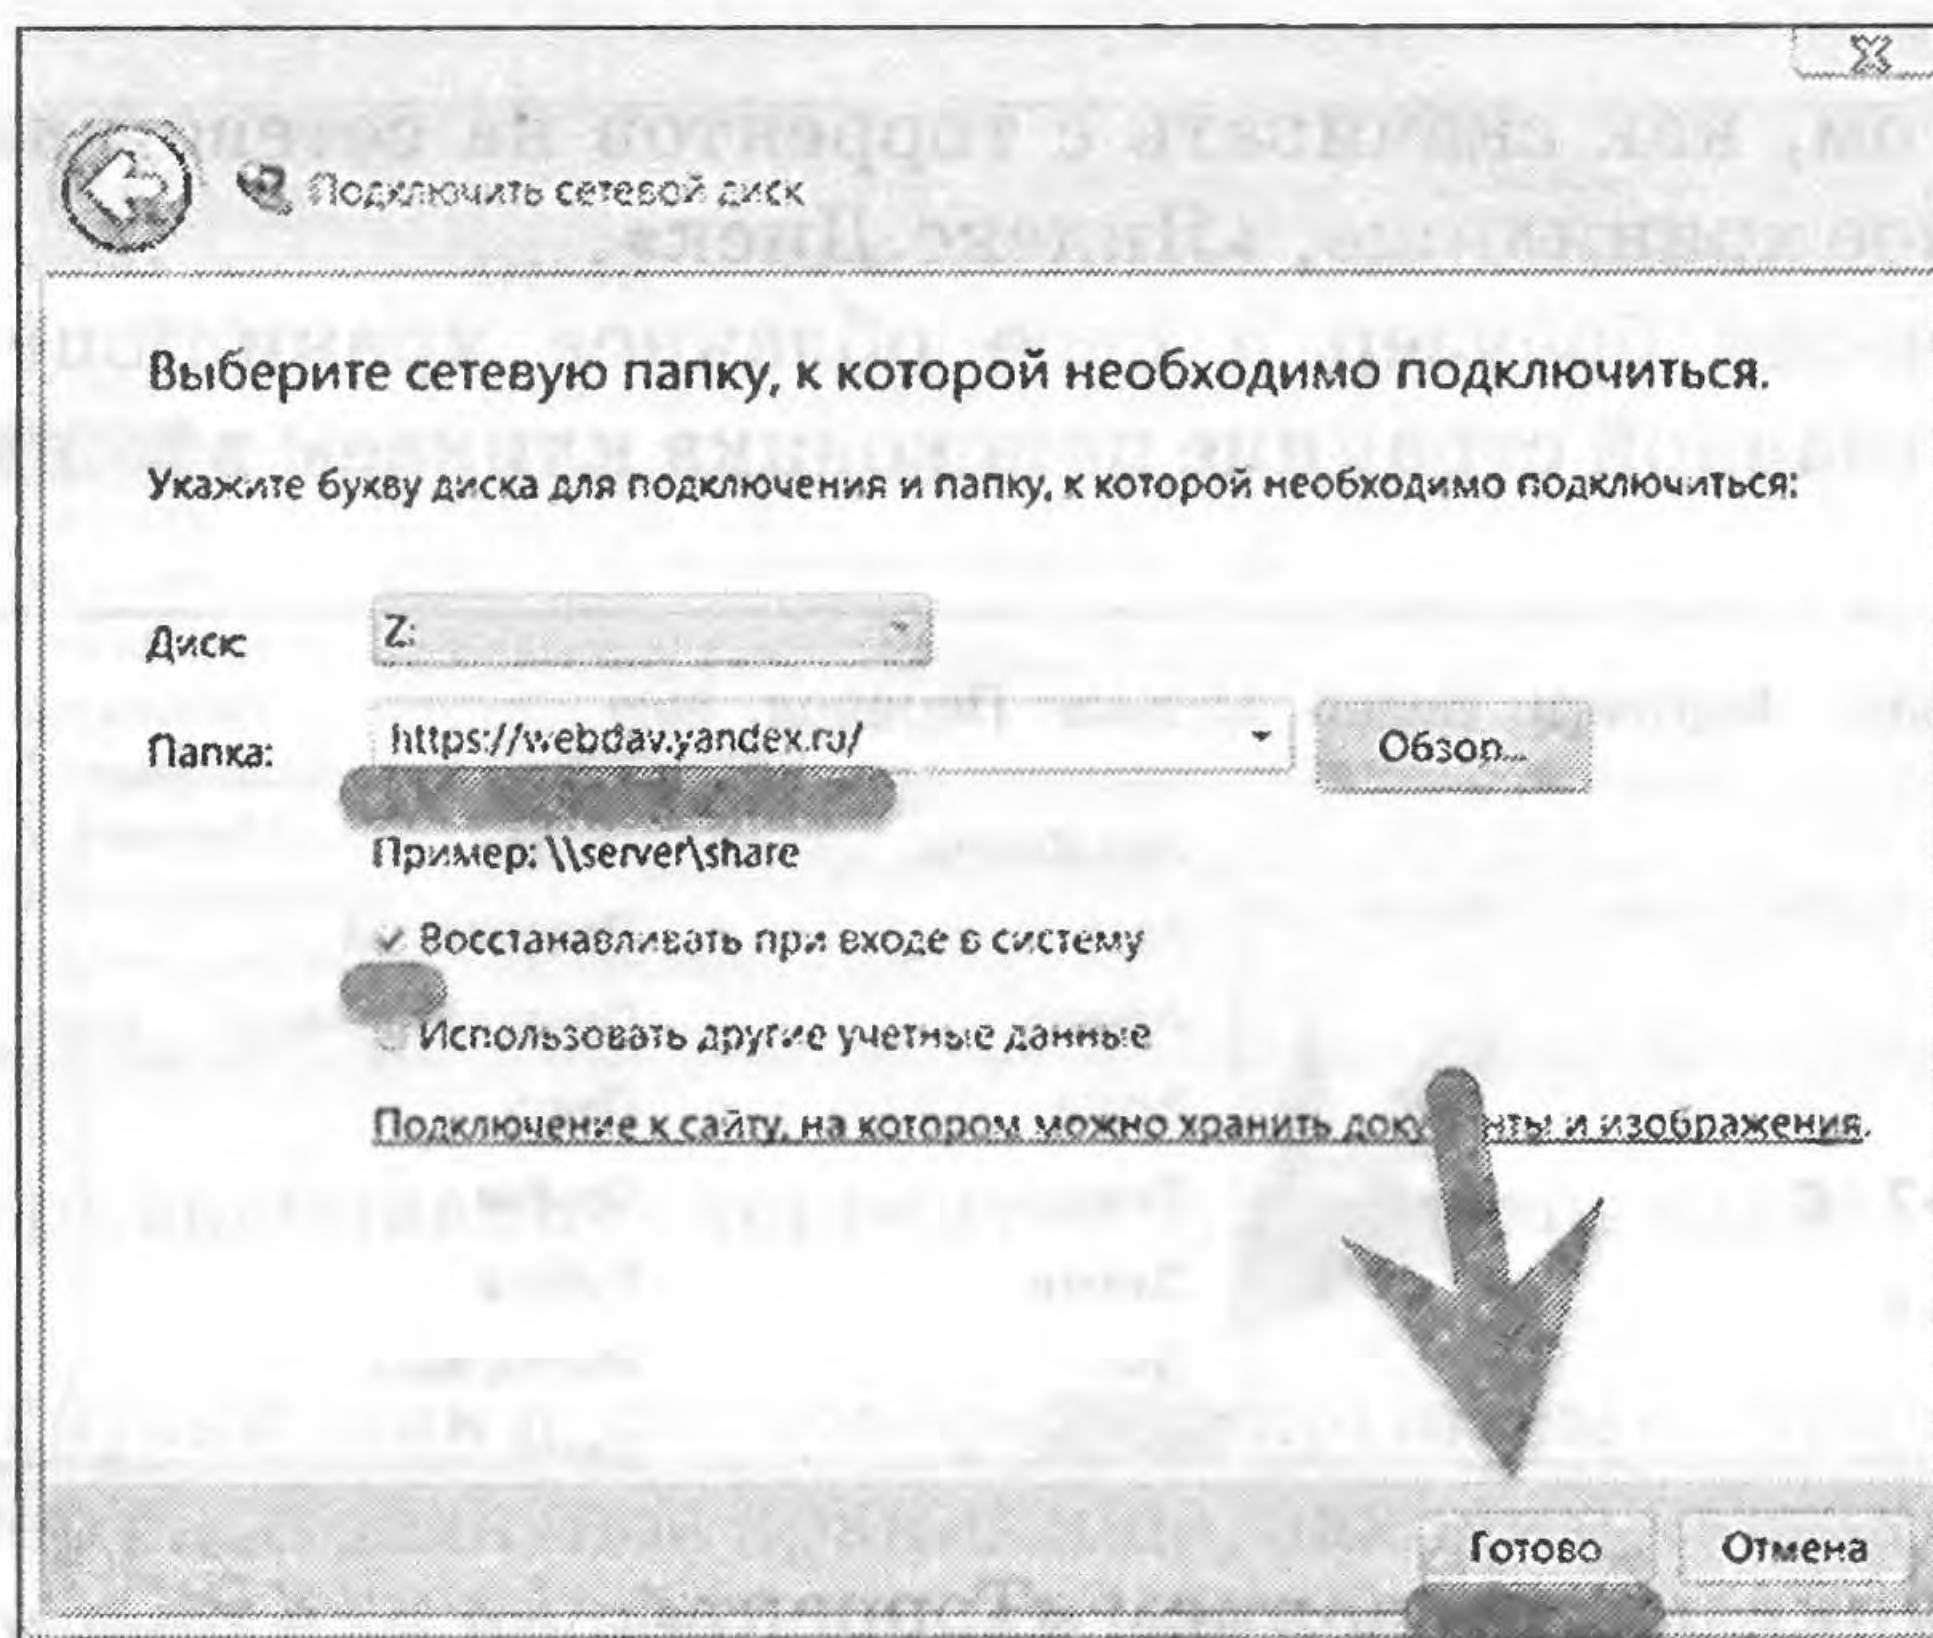 Подключить сетевой диск
Выберите сетевую папку, к которой необходимо подключиться.
Укажите букву диска для подключения и папку, к которой необходимо подключиться:
Диск: Z:
Папка: https://webdav.yandex.ru/ Обзор...
Пример: \\server\share
Восстанавливать при входе в систему
Использовать другие учетные данные
Подключение к сайту, на котором можно хранить док нты и изображения.
Готово Отмена